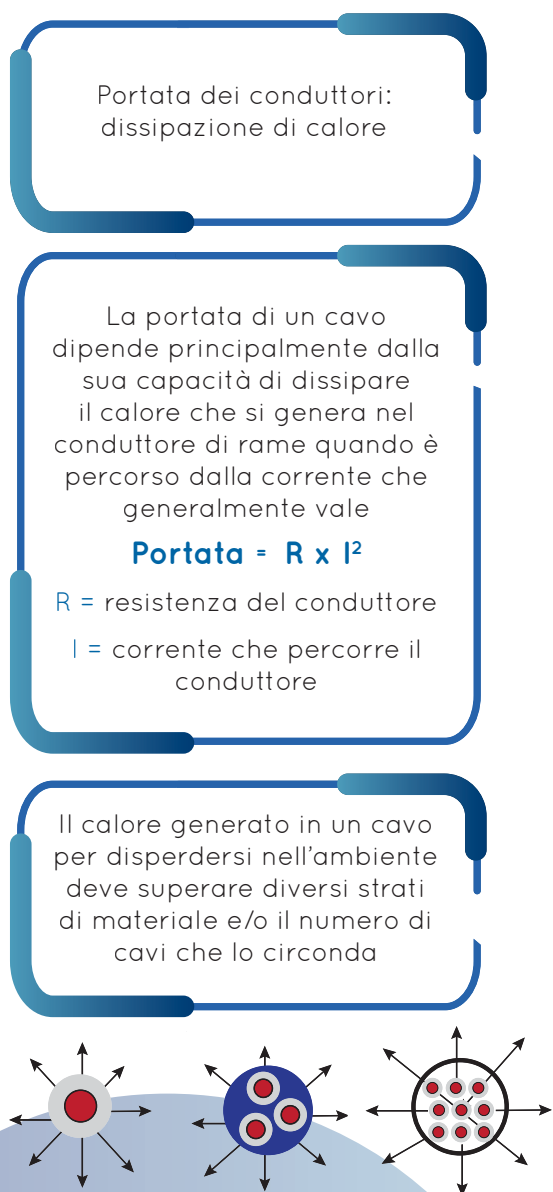 Portata dei conduttori:
dissipazione di calore
La portata di un cavo
dipende principalmente dalla
sua capacità di dissipare
il calore che si genera nel
conduttore di rame quando è
percorso dalla corrente che
generalmente vale
Portata = R x I²
R = resistenza del conduttore
I = corrente che percorre il
conduttore
Il calore generato in un cavo
per disperdersi nell'ambiente
deve superare diversi strati
di materiale e/o il numero di
cavi che lo circonda